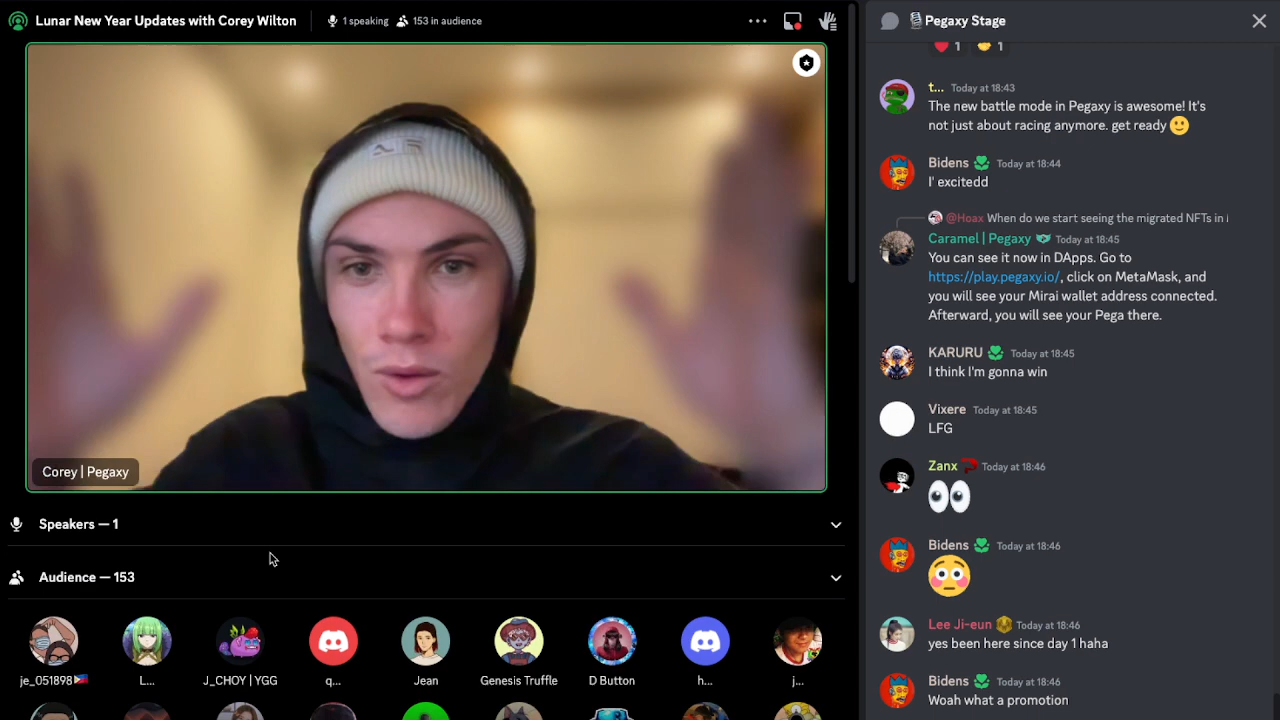 Lunar New Year Updates with Corey Wilton
1 speaking
153 in audience
Corey | Pegaxy
Speakers — 1
Audience — 153
je_051898🇵🇭
L...
J_CHOY | YGG
q...
Jean
Genesis Truffle
D Button
h...
j...
🎙️Pegaxy Stage
❤️ 1
🤝 1
t... Today at 18:43
The new battle mode in Pegaxy is awesome! It's
not just about racing anymore. get ready 🙂
Bidens Today at 18:44
I' excitedd
@Hoax When do we start seeing the migrated NFTs in
Caramel | Pegaxy Today at 18:45
You can see it now in DApps. Go to
https://play.pegaxy.io/, click on MetaMask, and
you will see your Mirai wallet address connected.
Afterward, you will see your Pega there.
KARURU Today at 18:45
I think I'm gonna win
Vixere Today at 18:45
LFG
Zanx Today at 18:46
👀
Bidens Today at 18:46
😳
Lee Ji-eun Today at 18:46
yes been here since day 1 haha
Bidens Today at 18:46
Woah what a promotion